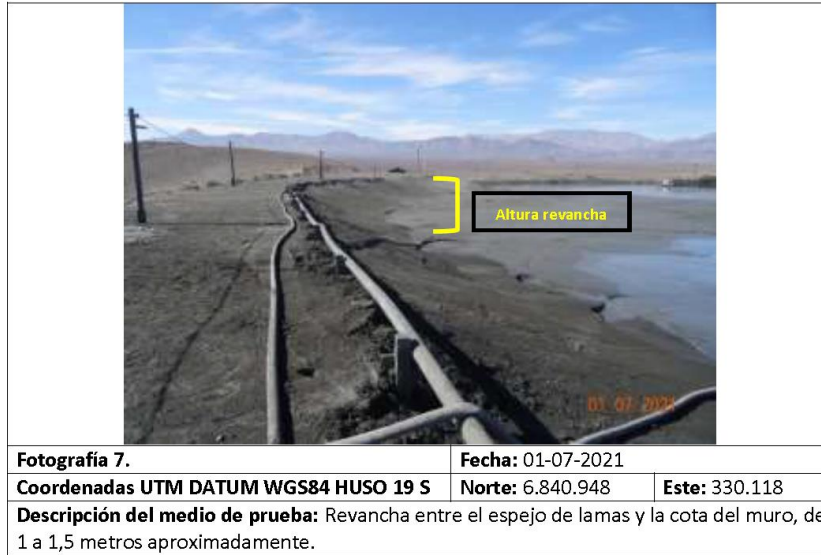 Altura revancha
01 07 2021
Fotografía 7.
Fecha: 01-07-2021
Coordenadas UTM DATUM WGS84 HUSO 19 S
Norte: 6.840.948
Este: 330.118
Descripción del medio de prueba: Revancha entre el espejo de lamas y la cota del muro, de
1 a 1,5 metros aproximadamente.